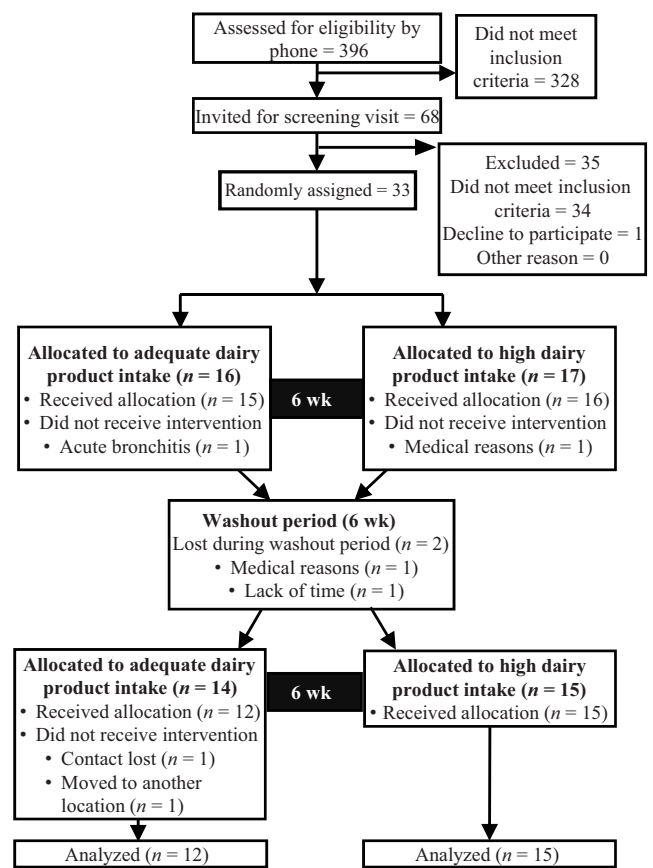 Assessed for eligibility by
phone = 396
Did not meet
inclusion
criteria = 328
Invited for screening visit = 68
Excluded = 35
Did not meet inclusion
criteria = 34
Decline to participate = 1
Other reason = 0
Randomly assigned = 33
Allocated to adequate dairy
product intake (n = 16)
• Received allocation (n = 15)
• Did not receive intervention
• Acute bronchitis (n = 1)
6 wk
Allocated to high dairy
product intake (n = 17)
• Received allocation (n = 16)
• Did not receive intervention
• Medical reasons (n = 1)
Washout period (6 wk)
Lost during washout period (n = 2)
• Medical reasons (n = 1)
• Lack of time (n = 1)
Allocated to adequate dairy
product intake (n = 14)
• Received allocation (n = 12)
• Did not receive intervention
• Contact lost (n = 1)
• Moved to another
location (n = 1)
6 wk
Allocated to high dairy
product intake (n = 15)
• Received allocation (n = 15)
Analyzed (n = 12)
Analyzed (n = 15)